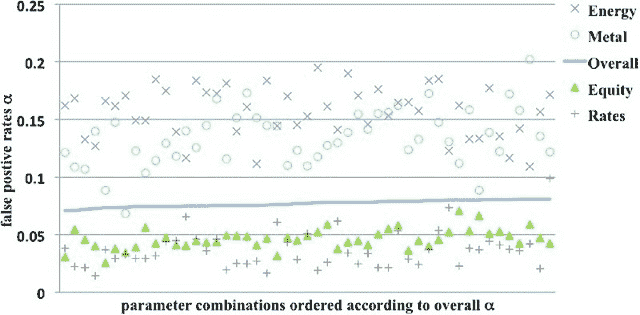 0.25
0.2
0.15
0.1
0.05
0
false postive rates α
parameter combinations ordered according to overall α
Energy
Metal
Overall
Equity
Rates